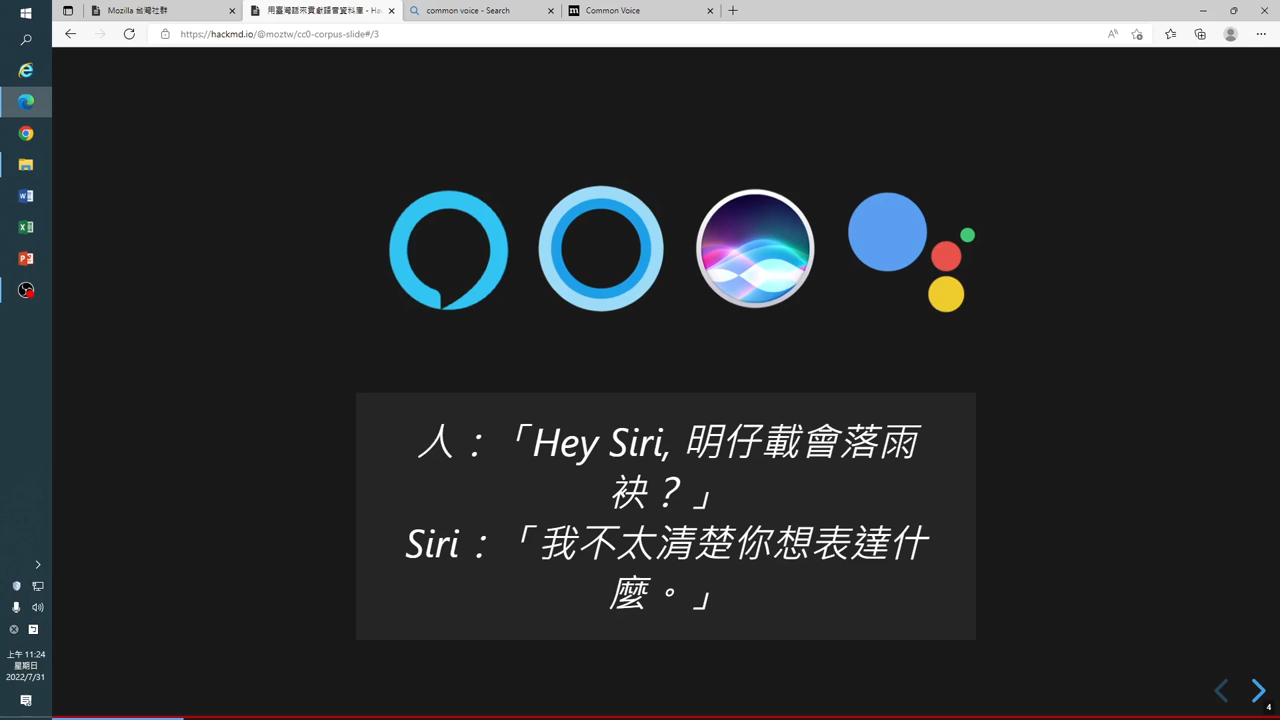 Mozilla 台灣社群
用臺灣語來貢獻語音資料庫 - Ha
common voice - Search
Common Voice
https://hackmd.io/@moztw/cc0-corpus-slide#/3
人：「Hey Siri, 明仔載會落雨
袂？」
Siri：「我不太清楚你想表達什
麼。」
上午 11:24
星期日
2022/7/31
4